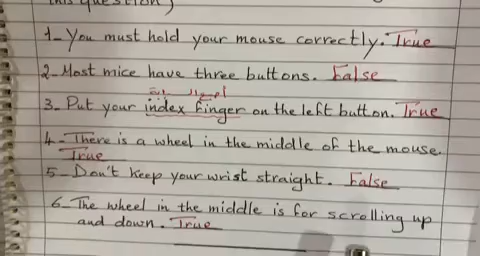 this question)
1- You must hold your mouse correctly. True
2- Most mice have three buttons. False
3- Put your index finger on the left button. True
4- There is a wheel in the middle of the mouse.
True
5- Don't keep your wrist straight. False
6- The wheel in the middle is for scrolling up
and down. True